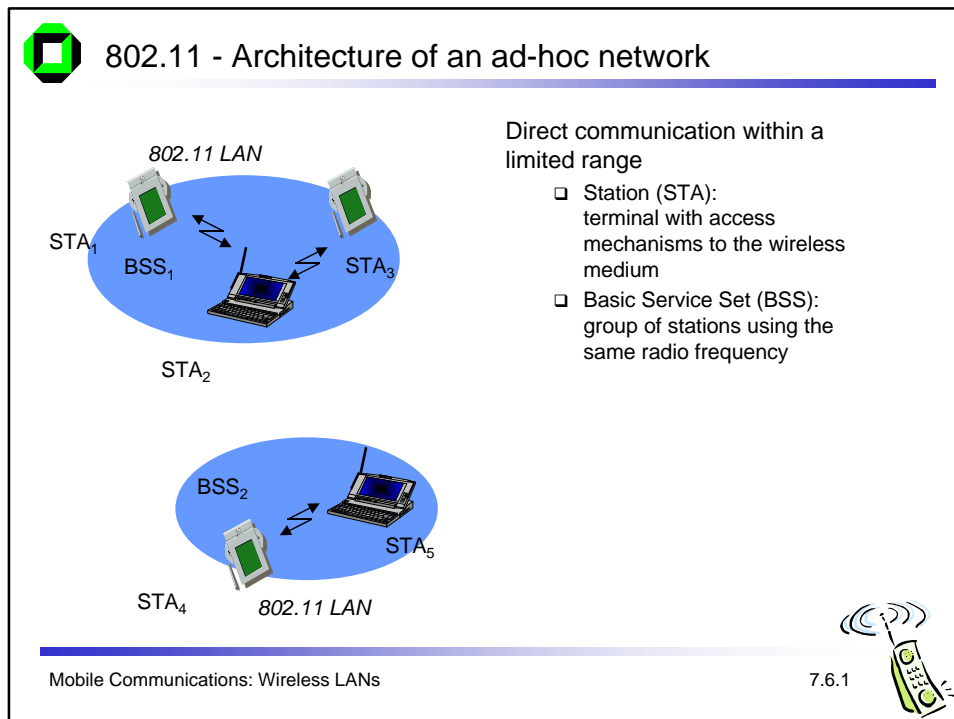 802.11 - Architecture of an ad-hoc network
802.11 LAN
STA1
BSS1
STA3
STA2
BSS2
STA5
STA4
802.11 LAN
Direct communication within a
limited range
❑ Station (STA):
terminal with access
mechanisms to the wireless
medium
❑ Basic Service Set (BSS):
group of stations using the
same radio frequency
Mobile Communications: Wireless LANs
7.6.1